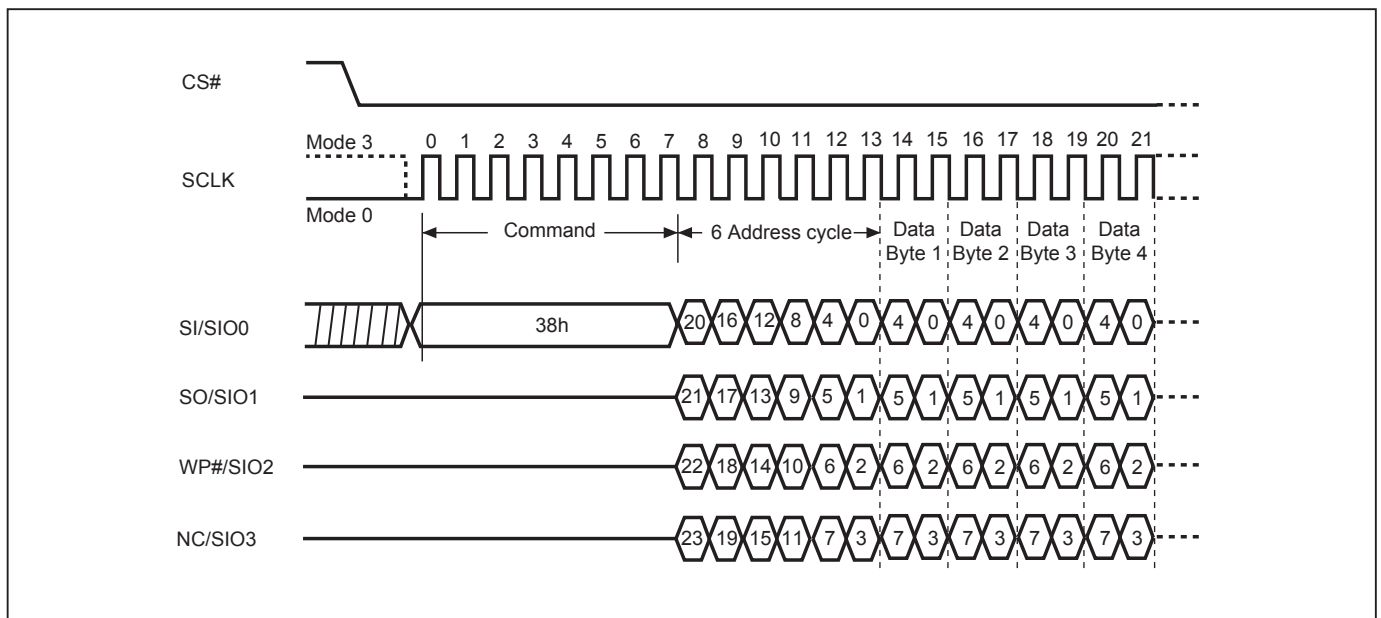 CS#
Mode 3
0 1 2 3 4 5 6 7 8 9 10 11 12 13 14 15 16 17 18 19 20 21
SCLK
Mode 0
Command
6 Address cycle
Data Byte 1
Data Byte 2
Data Byte 3
Data Byte 4
SI/SIO0
38h
20 16 12 8 4 0 4 0 4 0 4 0 4 0
SO/SIO1
21 17 13 9 5 1 5 1 5 1 5 1 5 1
WP#/SIO2
22 18 14 10 6 2 6 2 6 2 6 2 6 2
NC/SIO3
23 19 15 11 7 3 7 3 7 3 7 3 7 3